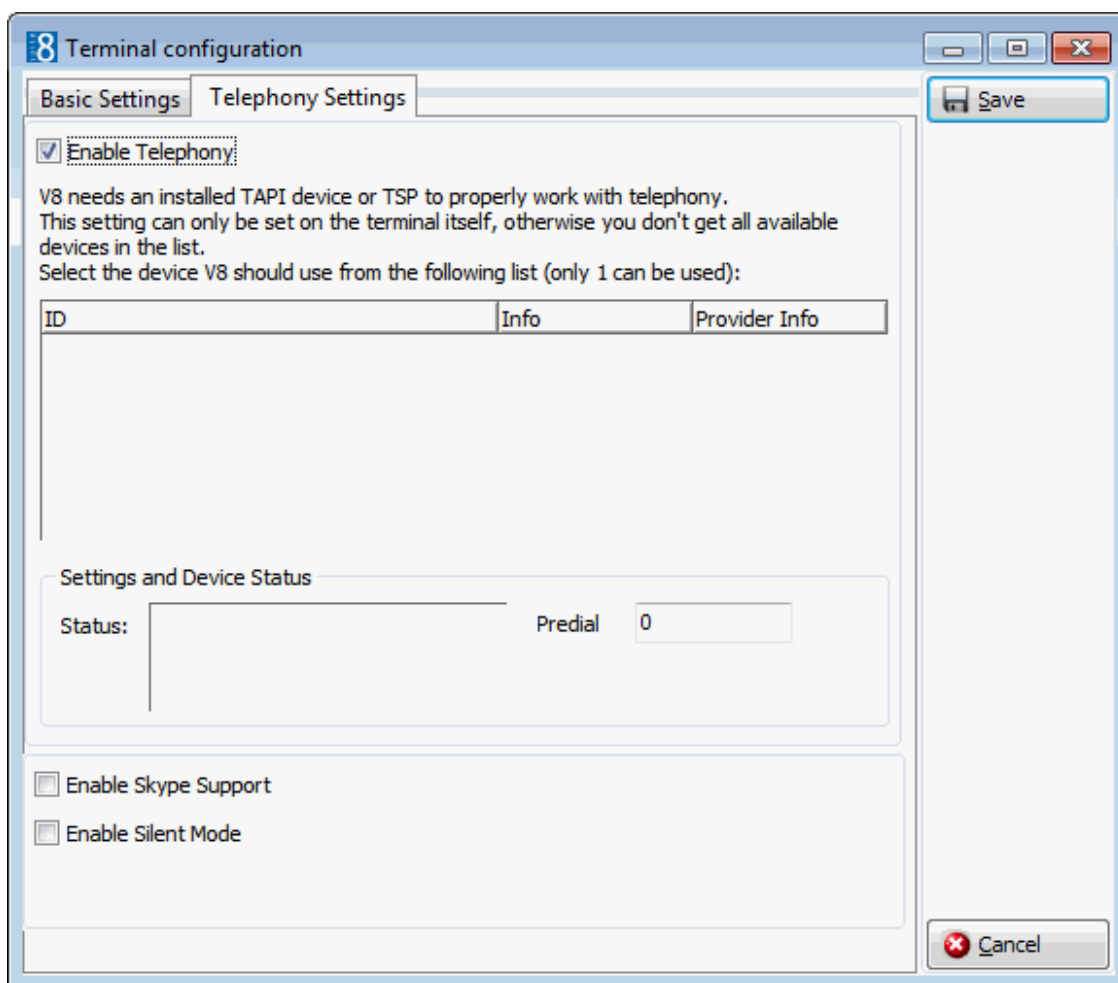 8 Terminal configuration
Basic Settings Telephony Settings
Save
Enable Telephony
V8 needs an installed TAPI device or TSP to properly work with telephony.
This setting can only be set on the terminal itself, otherwise you don't get all available
devices in the list.
Select the device V8 should use from the following list (only 1 can be used):
ID Info Provider Info
Settings and Device Status
Status: Predial 0
Enable Skype Support
Enable Silent Mode
Cancel